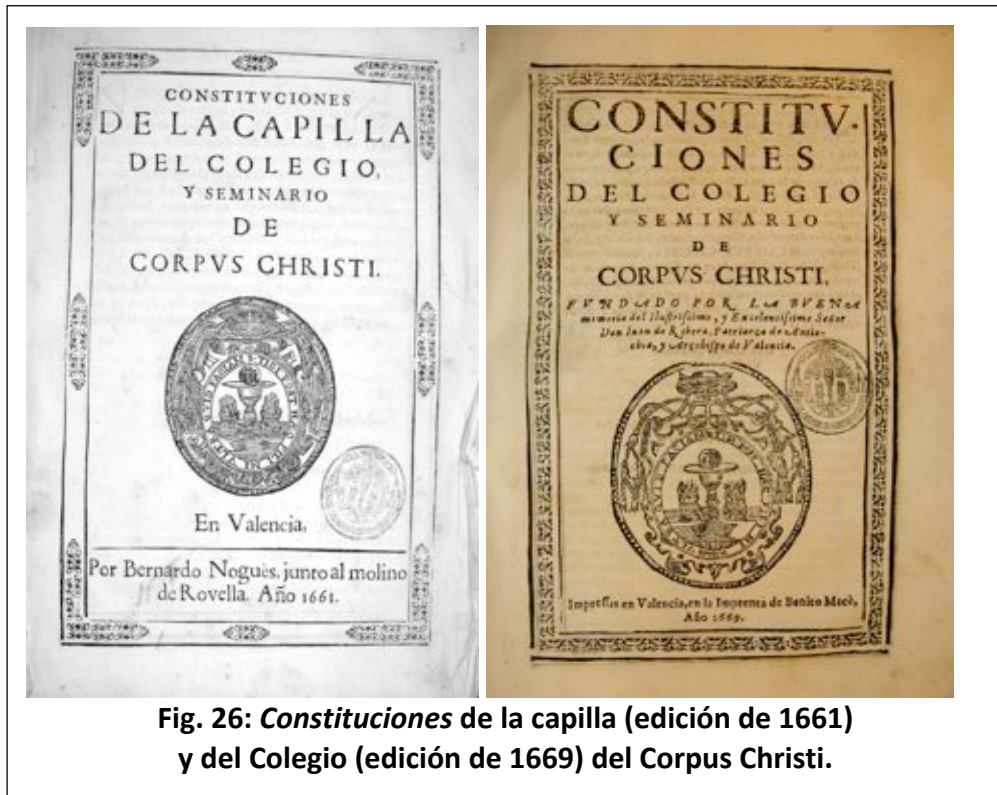 CONSTITVCIONES
DE LA CAPILLA
DEL COLEGIO,
Y SEMINARIO
DE
CORPVS CHRISTI.
En Valencia,
Por Bernardo Noguès, junto al molino
de Rovella. Año 1661.
CONSTITV-
CIONES
DEL COLEGIO
Y SEMINARIO
DE
CORPVS CHRISTI,
FVNDADO POR LA BVENA
memoria del Ilustrissimo, y Excelentissimo Señor
Don Iuan de Ribera, Patriarca de Antio-
chia, y Arçobispo de Valencia.
Impressas en Valencia, en la Imprenta de Benito Macè,
Año 1669.
Fig. 26: Constituciones de la capilla (edición de 1661)
y del Colegio (edición de 1669) del Corpus Christi.